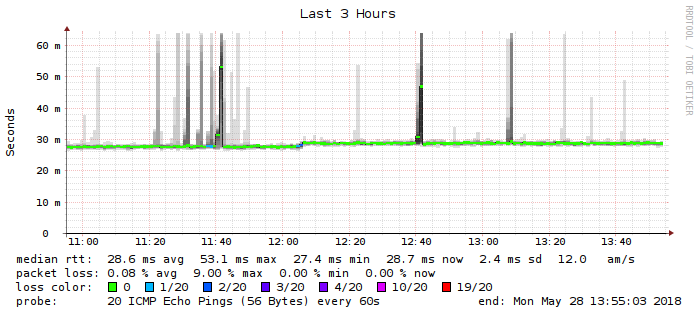 Last 3 Hours
RRDTOOL / TOBI OETIKER
Seconds
60 m
50 m
40 m
30 m
20 m
10 m
0
11:00 11:20 11:40 12:00 12:20 12:40 13:00 13:20 13:40
median rtt: 28.6 ms avg 53.1 ms max 27.4 ms min 28.7 ms now 2.4 ms sd 12.0 am/s
packet loss: 0.08 % avg 9.00 % max 0.00 % min 0.00 % now
loss color: 0 1/20 2/20 3/20 4/20 10/20 19/20
probe: 20 ICMP Echo Pings (56 Bytes) every 60s end: Mon May 28 13:55:03 2018